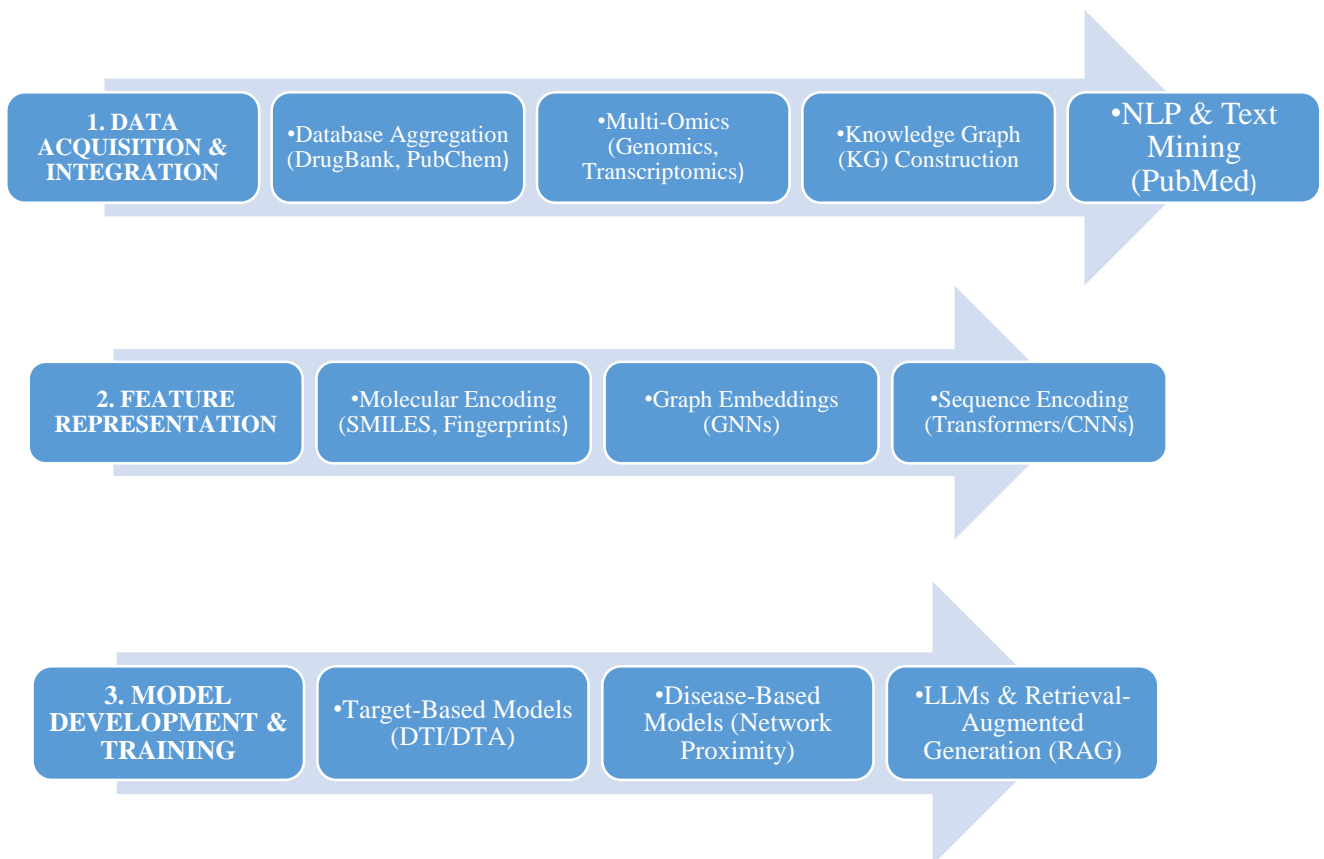 1. DATA
ACQUISITION &
INTEGRATION
•Database Aggregation
(DrugBank, PubChem)
•Multi-Omics
(Genomics,
Transcriptomics)
•Knowledge Graph
(KG) Construction
•NLP & Text
Mining
(PubMed)
2. FEATURE
REPRESENTATION
•Molecular Encoding
(SMILES, Fingerprints)
•Graph Embeddings
(GNNs)
•Sequence Encoding
(Transformers/CNNs)
3. MODEL
DEVELOPMENT &
TRAINING
•Target-Based Models
(DTI/DTA)
•Disease-Based
Models (Network
Proximity)
•LLMs & Retrieval-
Augmented
Generation (RAG)